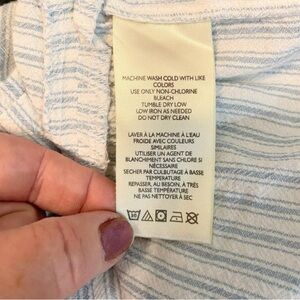 MACHINE WASH COLD WITH LIKE
COLORS
USE ONLY NON-CHLORINE
BLEACH
TUMBLE DRY LOW
LOW IRON AS NEEDED
DO NOT DRY CLEAN
LAVER À LA MACHINE À L'EAU
FROIDE AVEC COULEURS
SIMILAIRES
UTILISER UN AGENT DE
BLANCHIMENT SANS CHLORE SI
NÉCESSAIRE
SECHER PAR CULBUTAGE À BASSE
TEMPERATURE
REPASSER, AU BESOIN, À TRÈS
BASSE TEMPÉRATURE
NE PAS NETTOYER À SEC